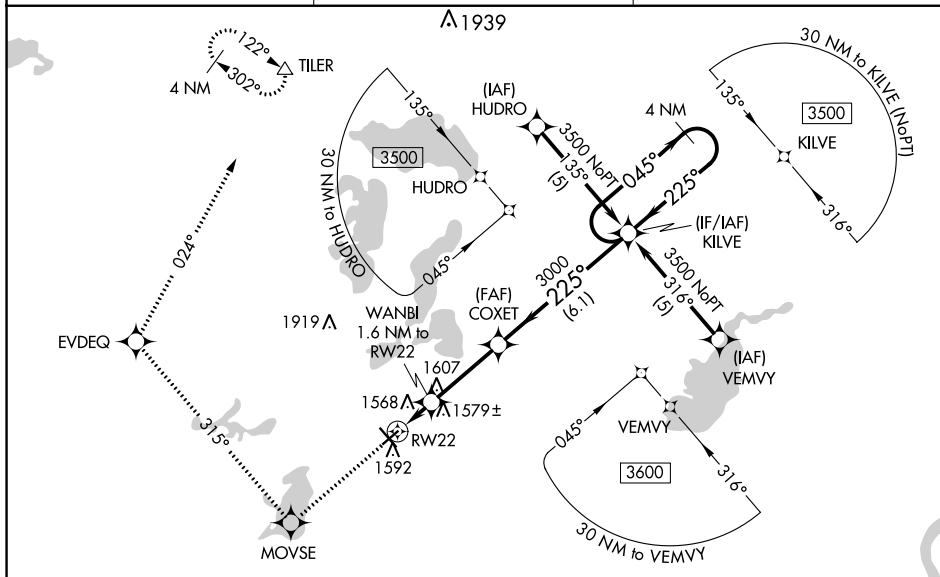 1939
122°
302°
4 NM
TILER
024°
EVDEQ
315°
MOVSE
30 NM to HUDRO
135°
3500
HUDRO
045°
(IAF)
HUDRO
3500 NoPT
135°
(5)
4 NM
045°
225°
(IF/IAF)
KILVE
3000
225°
(6.1)
(FAF)
COXET
3500 NoPT
316°
(5)
(IAF)
VEMVY
30 NM to KILVE (NoPT)
135°
3500
KILVE
316°
1919
WANBI
1.6 NM to
RW22
1607
1568
1579±
RW22
1592
045°
VEMVY
3600
316°
30 NM to VEMVY